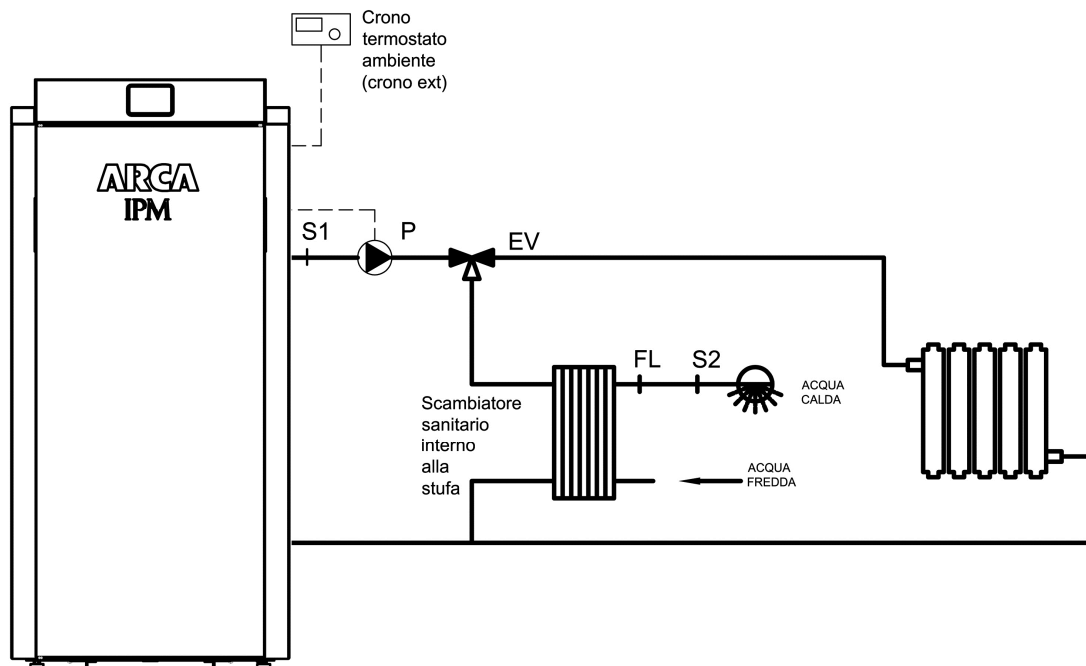 Crono
termostato
ambiente
(crono ext)
ARCA
IPM
S1
P
EV
FL
S2
ACQUA
CALDA
Scambiatore
sanitario
interno
alla
stufa
ACQUA
FREDDA